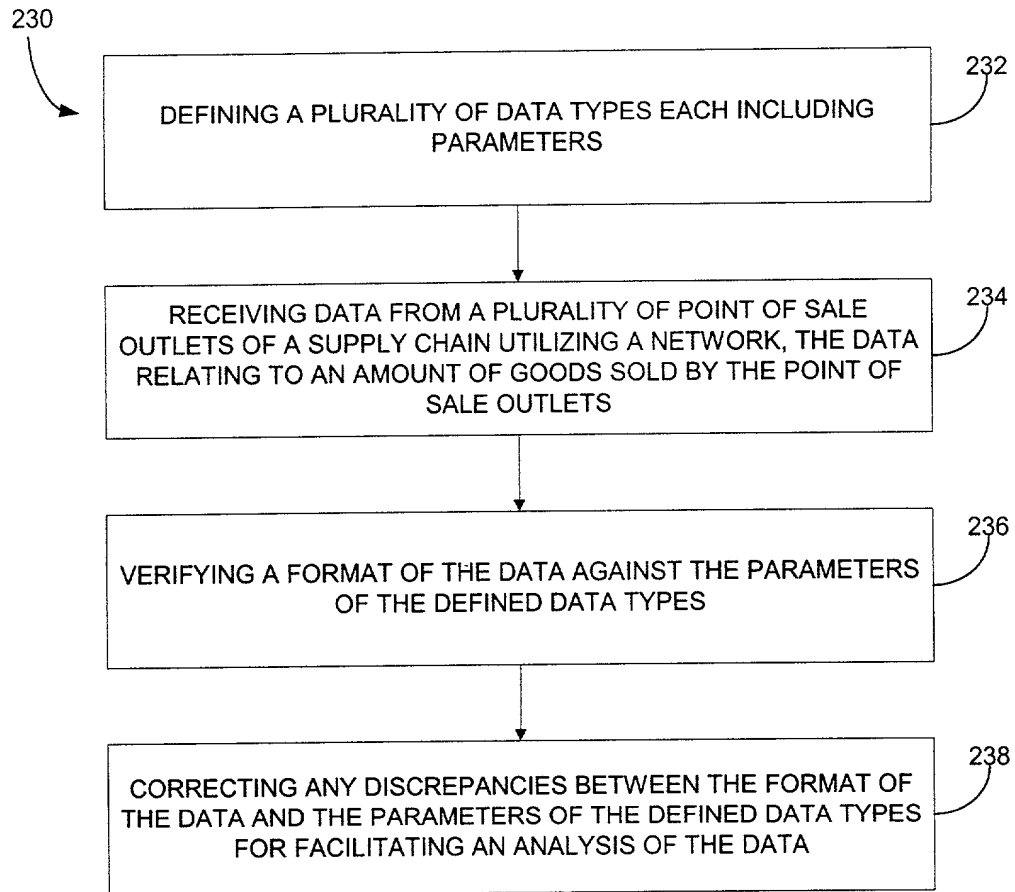 230
232
DEFINING A PLURALITY OF DATA TYPES EACH INCLUDING
PARAMETERS
234
RECEIVING DATA FROM A PLURALITY OF POINT OF SALE
OUTLETS OF A SUPPLY CHAIN UTILIZING A NETWORK, THE DATA
RELATING TO AN AMOUNT OF GOODS SOLD BY THE POINT OF
SALE OUTLETS
236
VERIFYING A FORMAT OF THE DATA AGAINST THE PARAMETERS
OF THE DEFINED DATA TYPES
238
CORRECTING ANY DISCREPANCIES BETWEEN THE FORMAT OF
THE DATA AND THE PARAMETERS OF THE DEFINED DATA TYPES
FOR FACILITATING AN ANALYSIS OF THE DATA